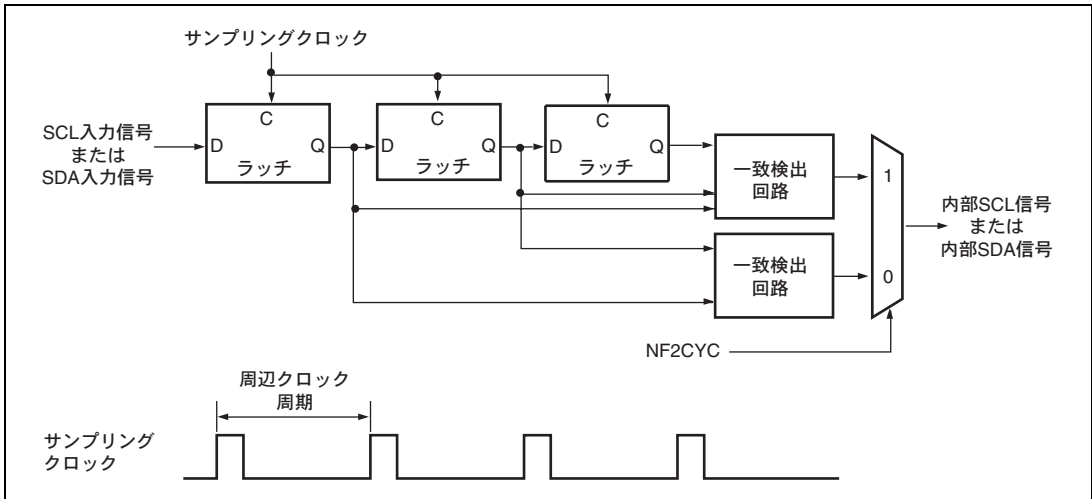 サンプリングクロック
SCL入力信号
または
SDA入力信号
C
D
Q
ラッチ
C
D
Q
ラッチ
C
D
Q
ラッチ
一致検出
回路
一致検出
回路
1
0
内部SCL信号
または
内部SDA信号
NF2CYC
周辺クロック
周期
サンプリング
クロック